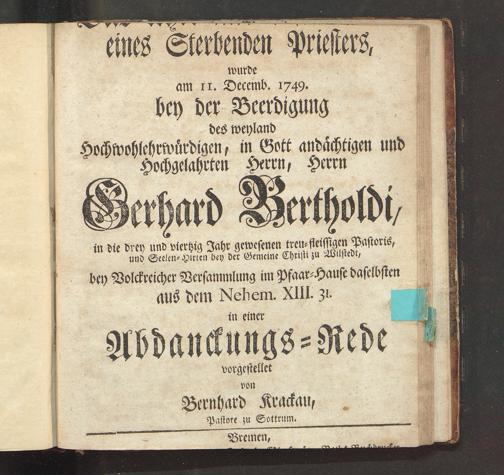 eines Sterbenden Priesters,
wurde
am 11. Decemb. 1749.
bey der Beerdigung
des weyland
Hochwohlehrwürdigen, in Gott andächtigen und
Hochgelahrten Herrn, Herrn
Gerhard Bertholdi,
in die drey und viertzig Jahr gewesenen treu-fleissigen Pastoris,
und Seelen-Hirten bey der Gemeine Christi zu Wilstedt,
bey Volckreicher Versammlung im Pfaar-Hause daselbsten
aus dem Nehem. XIII. 31.
in einer
Abdanckungs-Rede
vorgestellet
von
Bernhard Krackau,
Pastore zu Sottrum.
Bremen,